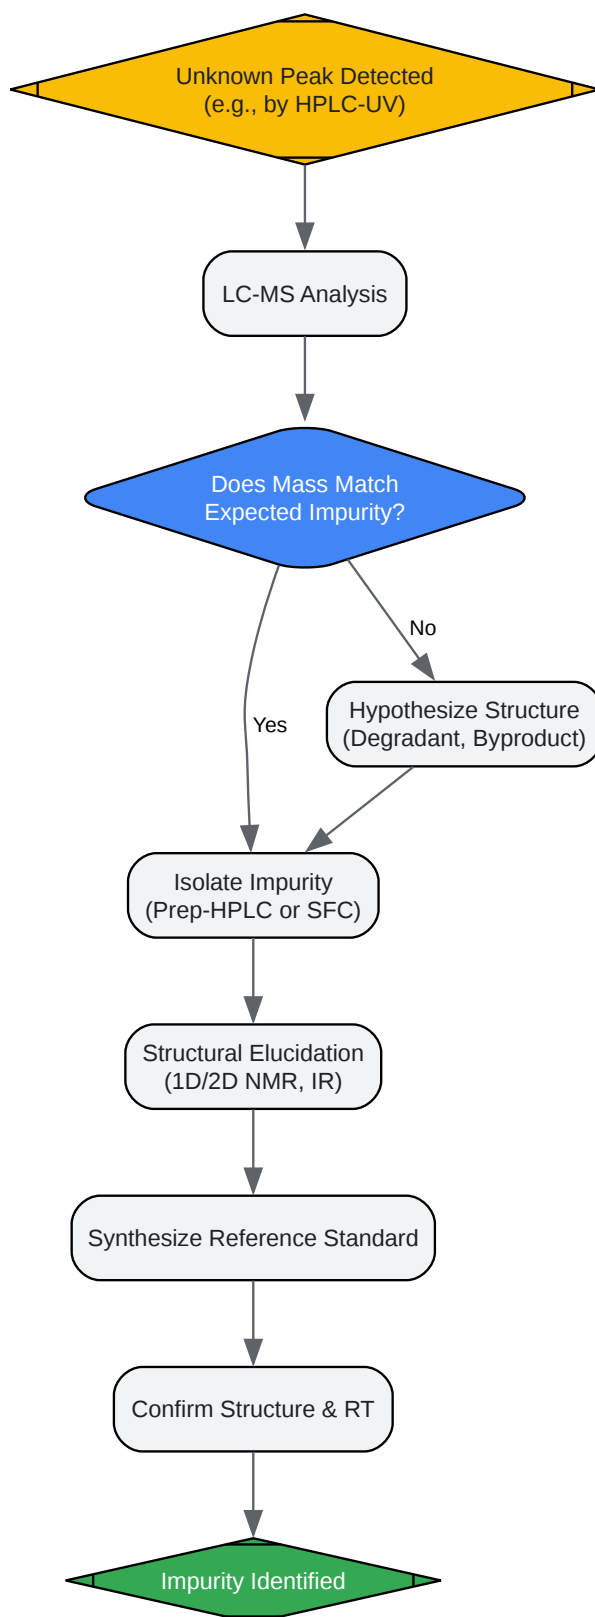 Unknown Peak Detected
(e.g., by HPLC-UV)
LC-MS Analysis
Does Mass Match
Expected Impurity?
No
Yes
Hypothesize Structure
(Degradant, Byproduct)
Isolate Impurity
(Prep-HPLC or SFC)
Structural Elucidation
(1D/2D NMR, IR)
Synthesize Reference Standard
Confirm Structure & RT
Impurity Identified